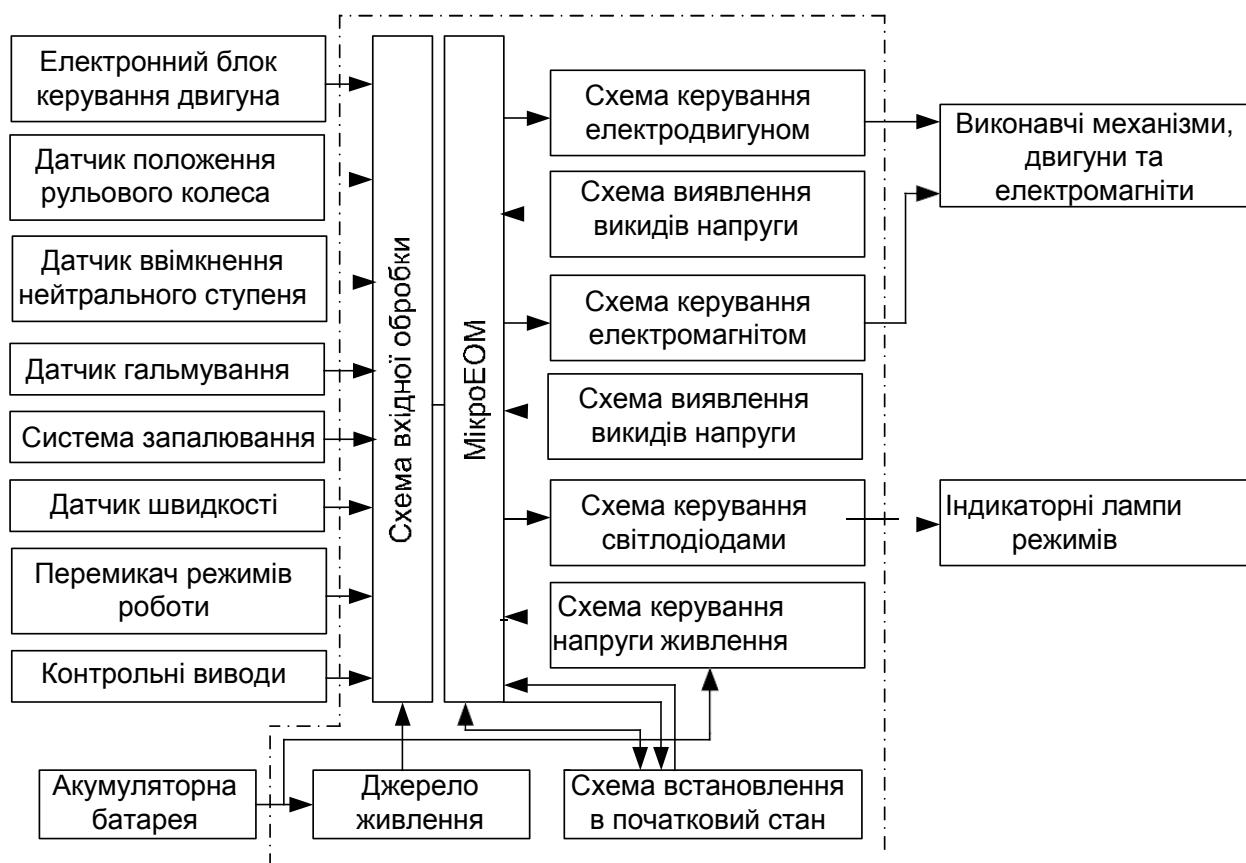 Електронний блок
керування двигуна
Датчик положення
рульового колеса
Датчик ввімкнення
нейтрального ступеня
Датчик гальмування
Система запалювання
Датчик швидкості
Перемикач режимів
роботи
Контрольні виводи
Акумуляторна
батарея
Схема вхідної обробки
МікроЕОМ
Схема керування
електродвигуном
Схема виявлення
викидів напруги
Схема керування
електромагнітом
Схема виявлення
викидів напруги
Схема керування
світлодіодами
Схема керування
напруги живлення
Джерело
живлення
Схема встановлення
в початковий стан
Виконавчі механізми,
двигуни та
електромагніти
Індикаторні лампи
режимів